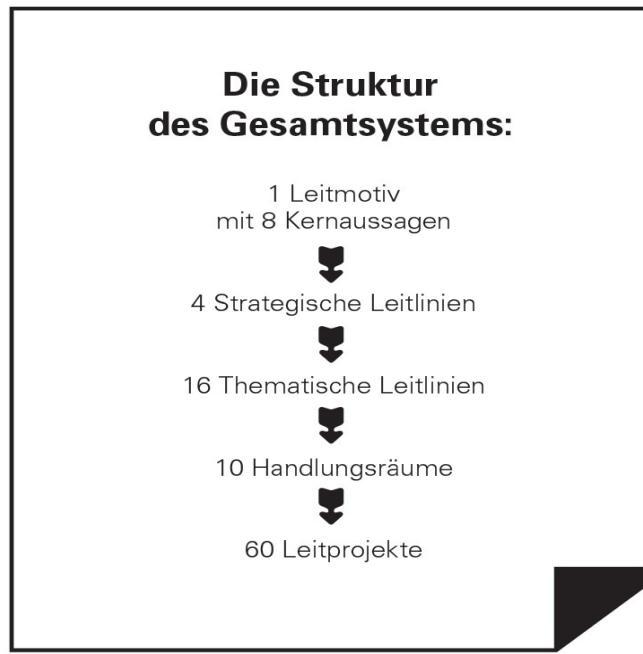 Die Struktur
des Gesamtsystems:
1 Leitmotiv
mit 8 Kernaussagen
4 Strategische Leitlinien
16 Thematische Leitlinien
10 Handlungsräume
60 Leitprojekte